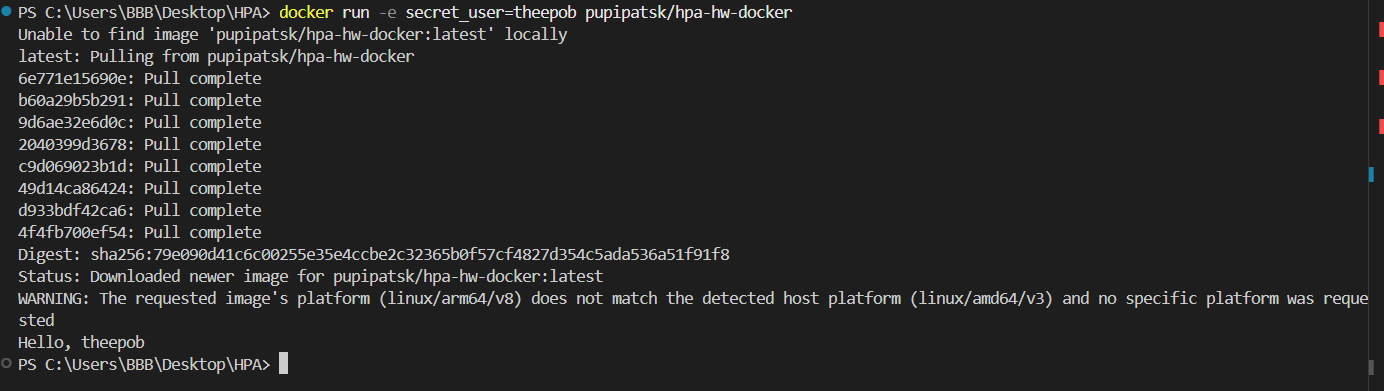 PS C:\Users\BBB\Desktop\HPA> docker run -e secret_user=theepob pupipatsk/hpa-hw-docker
Unable to find image 'pupipatsk/hpa-hw-docker:latest' locally
latest: Pulling from pupipatsk/hpa-hw-docker
6e771e15690e: Pull complete
b60a29b5b291: Pull complete
9d6ae32e6d0c: Pull complete
2040399d3678: Pull complete
c9d069023b1d: Pull complete
49d14ca86424: Pull complete
d933bdf42ca6: Pull complete
4f4fb700ef54: Pull complete
Digest: sha256:79e090d41c6c00255e35e4ccbe2c32365b0f57cf4827d354c5ada536a51f91f8
Status: Downloaded newer image for pupipatsk/hpa-hw-docker:latest
WARNING: The requested image's platform (linux/arm64/v8) does not match the detected host platform (linux/amd64/v3) and no specific platform was reque
sted
Hello, theepob
PS C:\Users\BBB\Desktop\HPA>